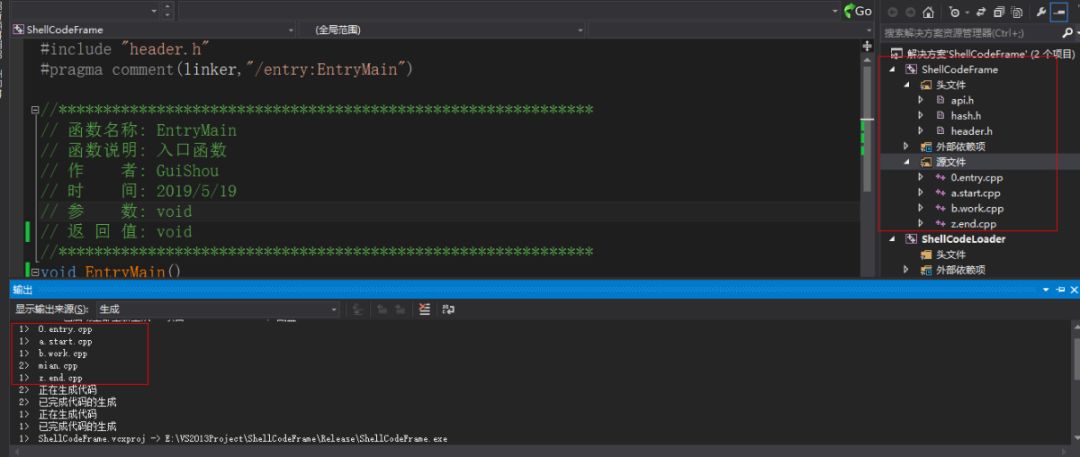 Go
ShellCodeFrame
(全局范围)
#include "header.h"
#pragma comment(linker,"/entry:EntryMain")
//************************************************************
// 函数名称: EntryMain
// 函数说明: 入口函数
// 作 者: GuiShou
// 时 间: 2019/5/19
// 参 数: void
// 返 回 值: void
//************************************************************
void EntryMain()
搜索解决方案资源管理器(Ctrl+;)
解决方案'ShellCodeFrame' (2 个项目)
ShellCodeFrame
头文件
api.h
hash.h
header.h
外部依赖项
源文件
0.entry.cpp
a.start.cpp
b.work.cpp
z.end.cpp
ShellCodeLoader
头文件
外部依赖项
输出
显示输出来源(S): 生成
1> 0.entry.cpp
1> a.start.cpp
1> b.work.cpp
2> mian.cpp
1> z.end.cpp
2> 正在生成代码
2> 已完成代码的生成
1> 正在生成代码
1> 已完成代码的生成
1> ShellCodeFrame.vcxproj -> E:\VS2013Project\ShellCodeFrame\Release\ShellCodeFrame.exe